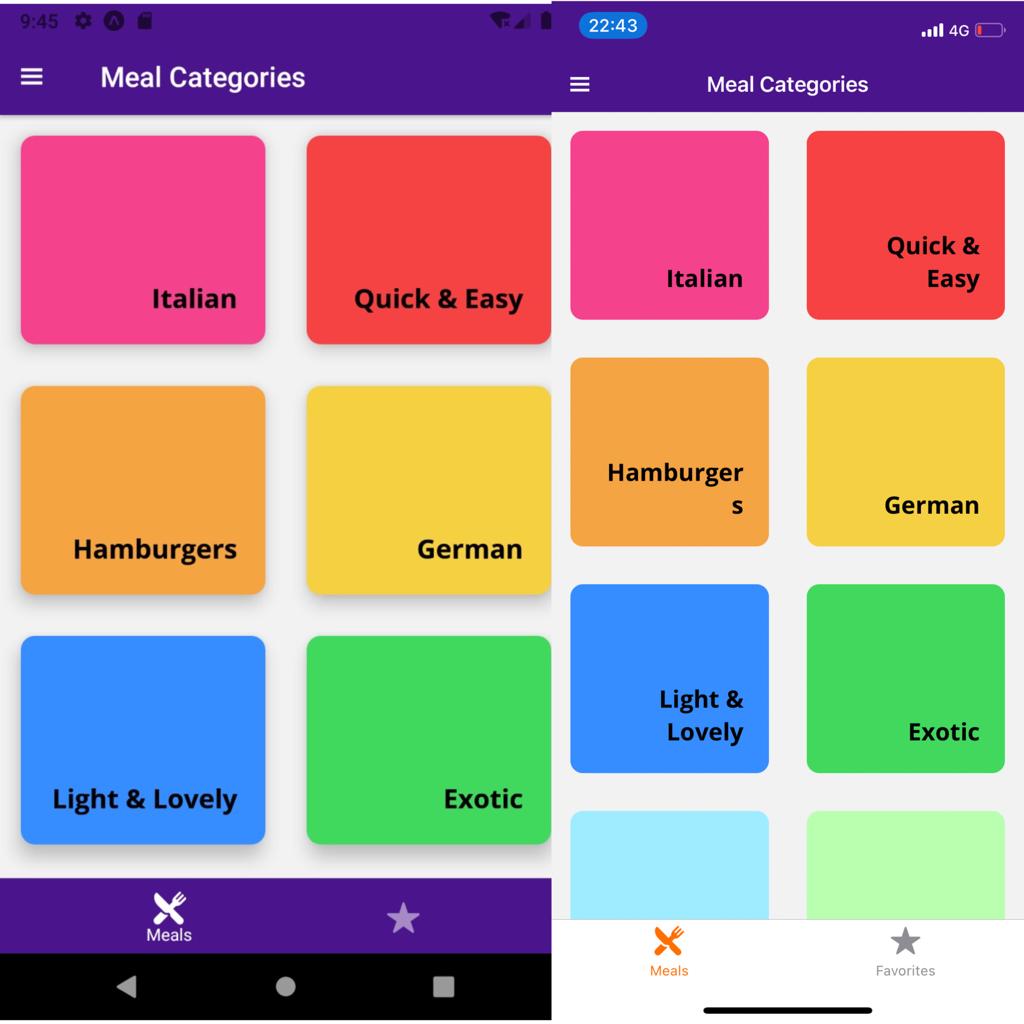 9:45
Meal Categories
Italian
Quick & Easy
Hamburgers
German
Light & Lovely
Exotic
Meals
22:43
4G
Meal Categories
Italian
Quick &
Easy
Hamburger
s
German
Light &
Lovely
Exotic
Meals
Favorites